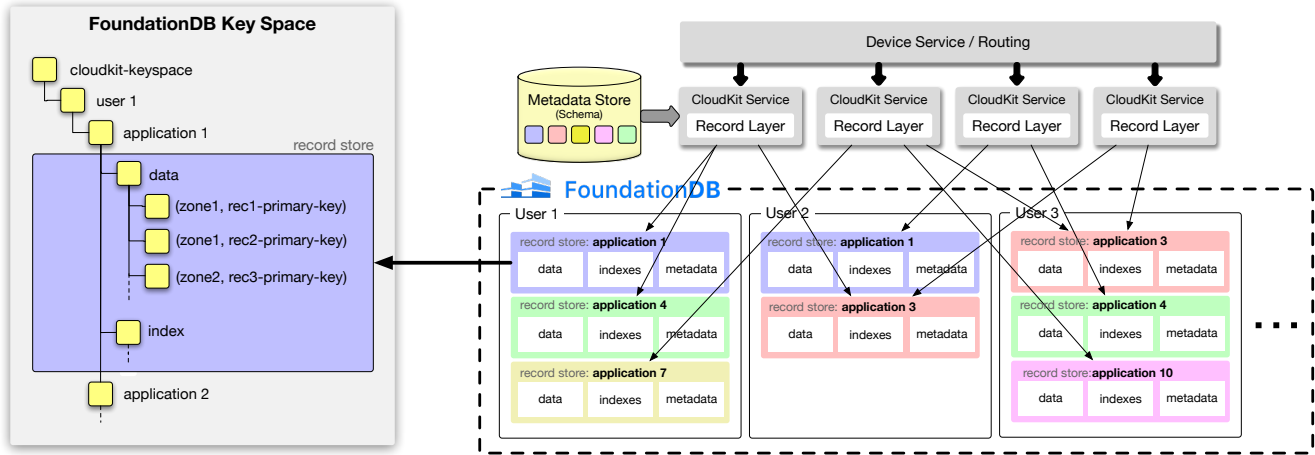 FoundationDB Key Space
cloudkit-keyspace
user 1
application 1
record store
data
(zone1, rec1-primary-key)
(zone1, rec2-primary-key)
(zone2, rec3-primary-key)
index
application 2
Device Service / Routing
Metadata Store
(Schema)
CloudKit Service
Record Layer
CloudKit Service
Record Layer
CloudKit Service
Record Layer
CloudKit Service
Record Layer
FoundationDB
User 1
record store: application 1
data indexes metadata
record store: application 4
data indexes metadata
record store: application 7
data indexes metadata
User 2
record store: application 1
data indexes metadata
record store: application 3
data indexes metadata
User 3
record store: application 3
data indexes metadata
record store: application 4
data indexes metadata
record store:application 10
data indexes metadata